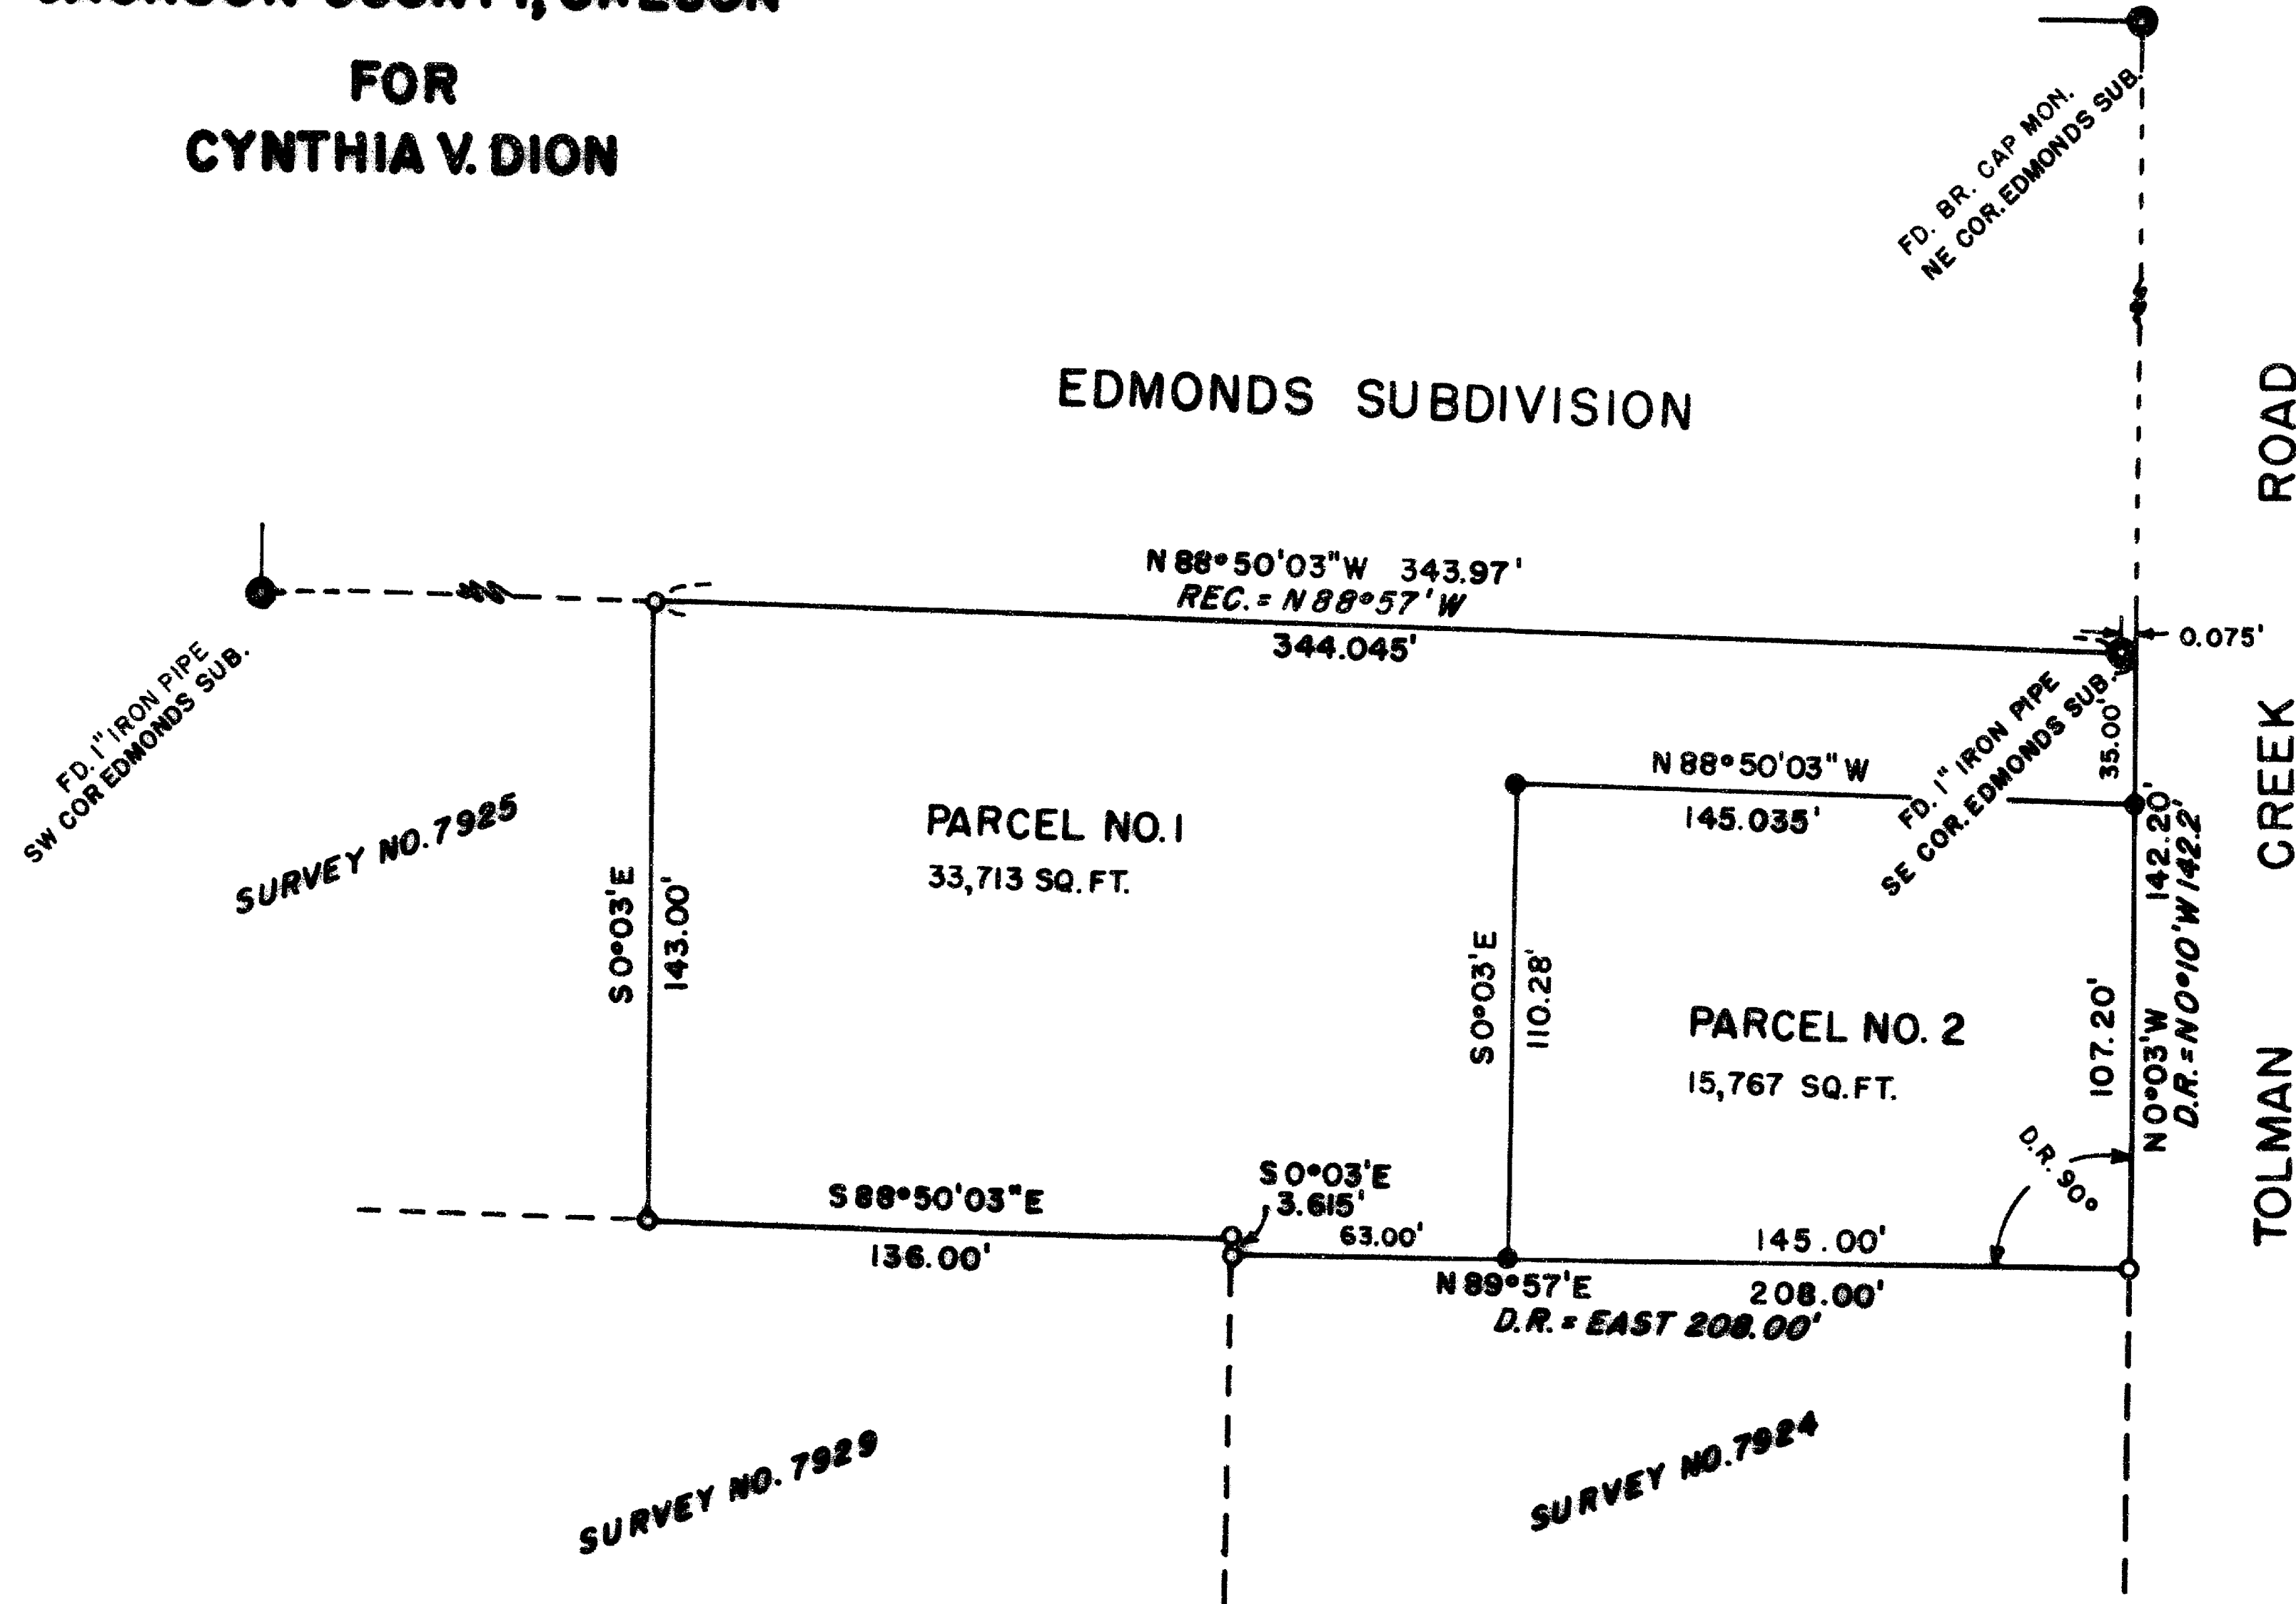 JACKSON COUNTY, OREGON
FOR
CYNTHIA V. DION
FD. BR. CAP MON.
NE COR. EDMONDS SUB.
EDMONDS SUBDIVISION
ROAD
CREEK
TOLMAN
N 88°50'03"W 343.97'
REC. = N 88°57'W
344.045'
0.075'
FD. 1" IRON PIPE
SW COR EDMONDS SUB.
FD. 1" IRON PIPE
SE COR. EDMONDS SUB.
35.00'
N 88°50'03"W
145.035'
SURVEY NO. 7925
PARCEL NO. 1
33,713 SQ. FT.
S 0°03'E
143.00'
S 0°03'E
110.28'
PARCEL NO. 2
15,767 SQ. FT.
107.20'
N 0°03'W 142.20'
D.R. = N 0°10'W 142.2'
D.R. 90°
S 88°50'03"E
136.00'
S 0°03'E
3.615'
63.00'
145.00'
N 89°57'E 208.00'
D.R. = EAST 208.00'
SURVEY NO. 7929
SURVEY NO. 7924